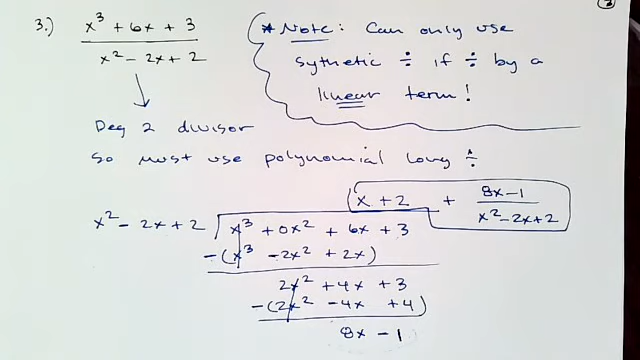 3.) x³ + 6x + 3
x² - 2x + 2
* Note: Can only use
sythetic ÷ if ÷ by a
linear term!
Deg 2 divisor
So must use polynomial long ÷
x + 2 + 8x-1
x²-2x+2
x² - 2x + 2 x³ + 0x² + 6x + 3
-(x³ - 2x² + 2x)
2x² + 4x + 3
-(2x² - 4x + 4)
8x - 1